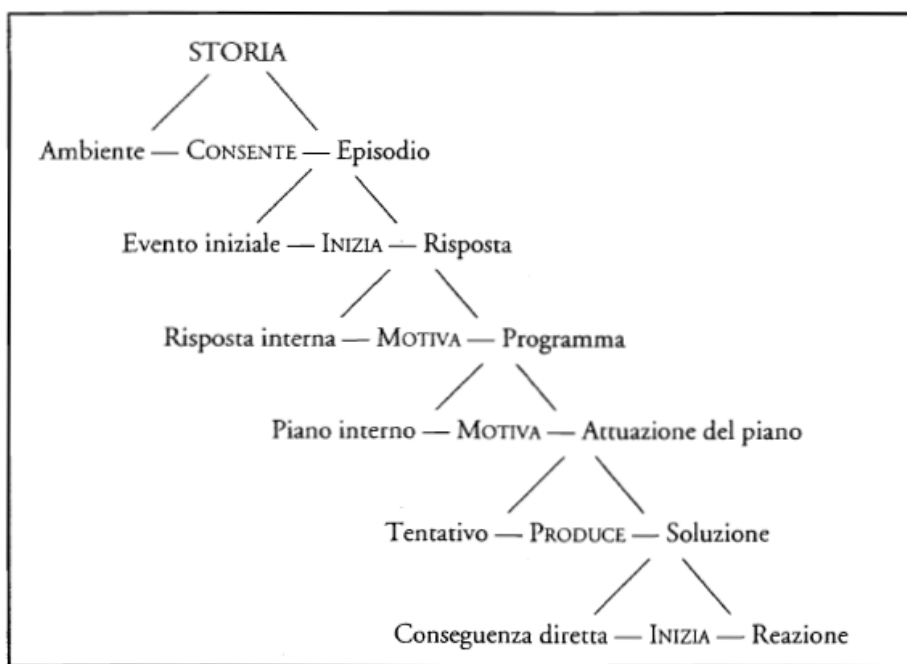 STORIA
Ambiente — CONSENTE — Episodio
Evento iniziale — INIZIA — Risposta
Risposta interna — MOTIVA — Programma
Piano interno — MOTIVA — Attuazione del piano
Tentativo — PRODUCE — Soluzione
Conseguenza diretta — INIZIA — Reazione